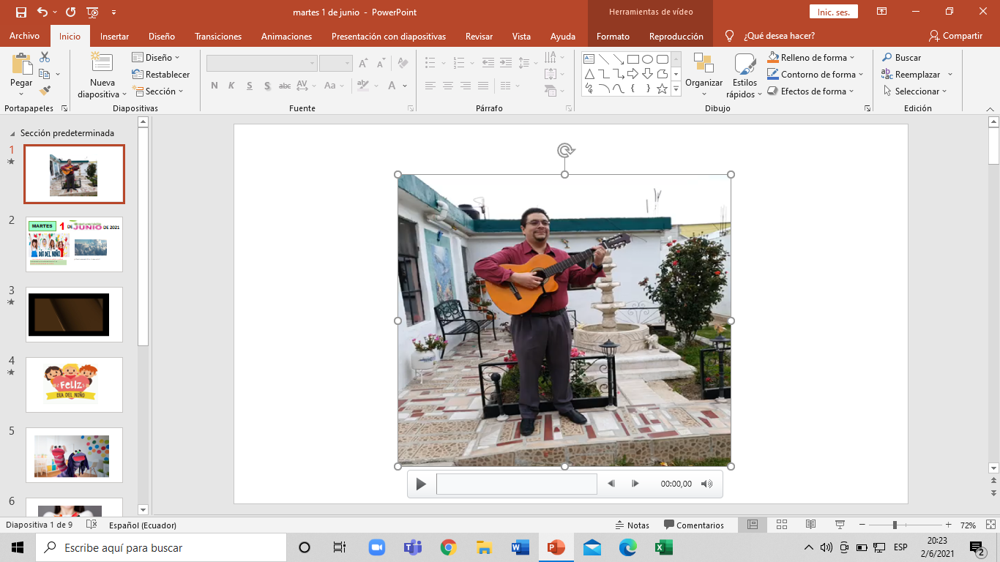 martes 1 de junio - PowerPoint
Herramientas de vídeo
Inic. ses.
Archivo Inicio Insertar Diseño Transiciones Animaciones Presentación con diapositivas Revisar Vista Ayuda Formato Reproducción ¿Qué desea hacer? Compartir
Pegar
Nueva diapositiva
Diseño
Restablecer
Sección
N K S S abc AV Aa A
Organizar
Estilos rápidos
Relleno de forma
Contorno de forma
Efectos de forma
Buscar
Reemplazar
Seleccionar
Portapapeles Diapositivas Fuente Párrafo Dibujo Edición
Sección predeterminada
1
2
MARTES 1 DE JUNIO DE 2021
DÍA DEL NIÑO
3
4
FELIZ
DIA DEL NIÑO
5
6
00:00,00
Diapositiva 1 de 9 Español (Ecuador) Notas Comentarios 72%
Escribe aquí para buscar
ESP
20:23
2/6/2021
2